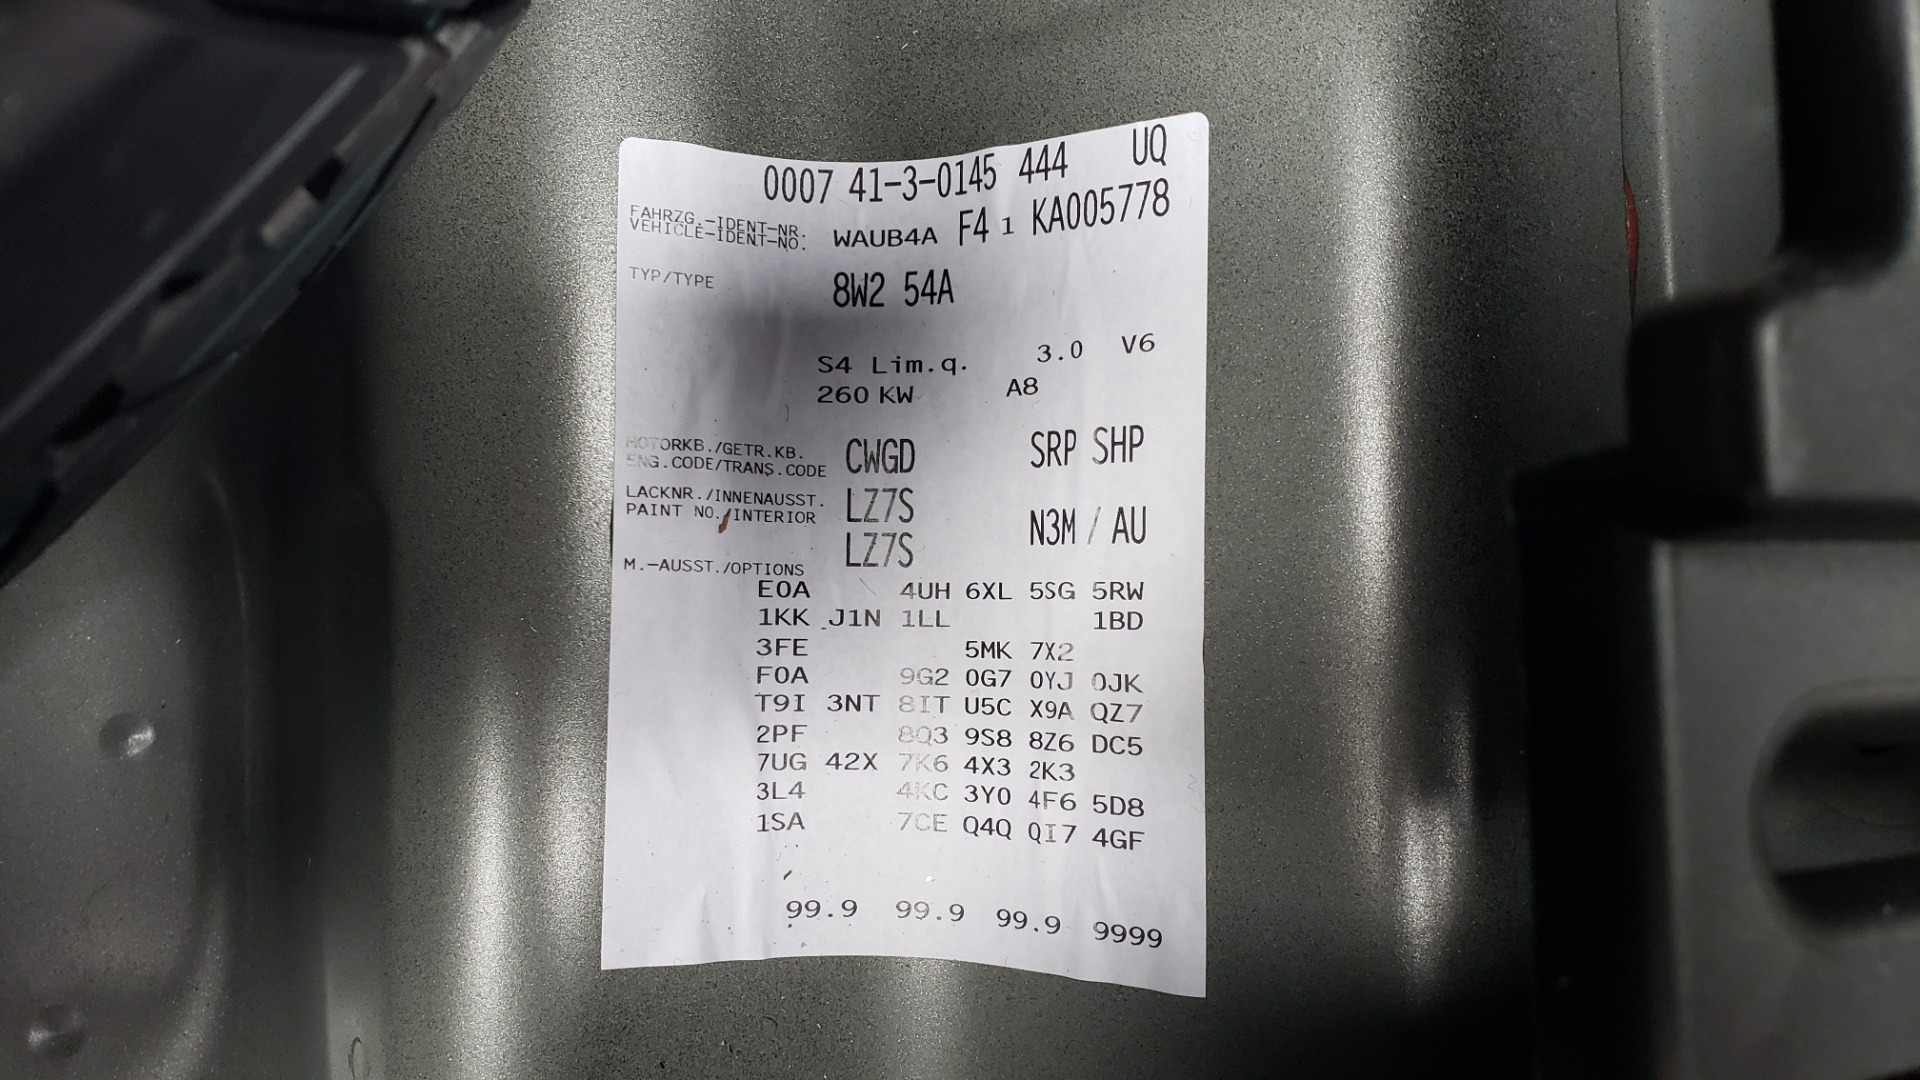 0007 41-3-0145 444 UQ
FAHRZG.-IDENT-NR.
VEHICLE-IDENT-NO. WAUB4A F4 1 KA005778
TYP/TYPE 8W2 54A
S4 Lim.q. 3.0 V6
260 KW A8
MOTORKB./GETR.KB.
ENG.CODE/TRANS.CODE CWGD SRP SHP
LACKNR./INNENAUSST. LZ7S
PAINT NO./INTERIOR N3M / AU
LZ7S
M.-AUSST./OPTIONS
E0A 4UH 6XL 5SG 5RW
1KK J1N 1LL 1BD
3FE 5MK 7X2
F0A 9G2 0G7 0YJ 0JK
T9I 3NT 8IT U5C X9A QZ7
2PF 8Q3 9S8 8Z6 DC5
7UG 42X 7K6 4X3 2K3
3L4 4KC 3Y0 4F6 5D8
1SA 7CE Q4Q QI7 4GF
99.9 99.9 99.9 9999